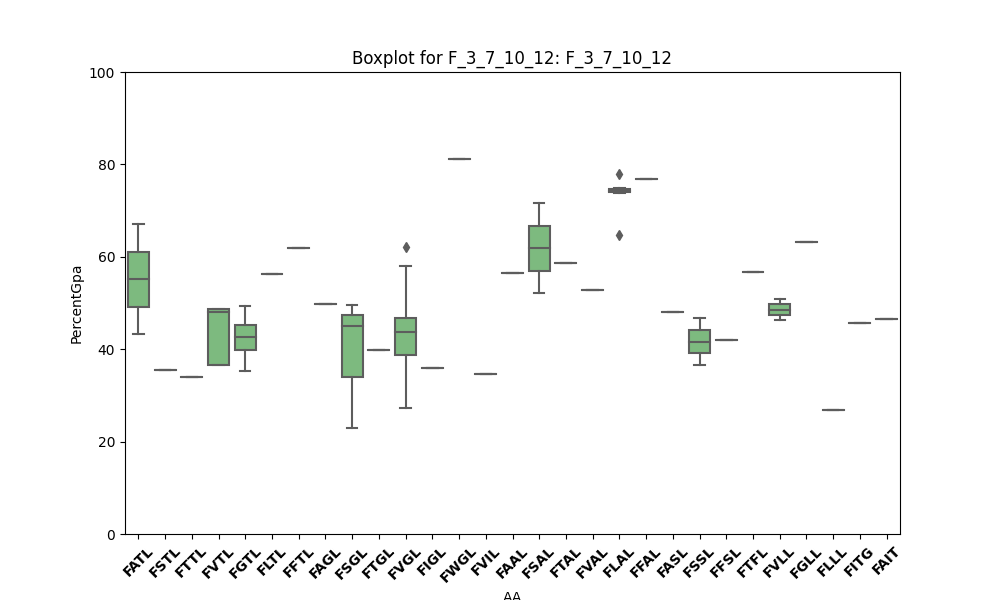 Boxplot for F_3_7_10_12: F_3_7_10_12
PercentGpa
100
80
60
40
20
0
FATL FSTL FTTL FVTL FGTL FLTL FFTL FAGL FSGL FTGL FVGL FIGL FWGL FVIL FAAL FSAL FTAL FVAL FLAL FFAL FASL FSSL FFSL FTFL FVLL FGLL FLLL FITG FAIT
AA